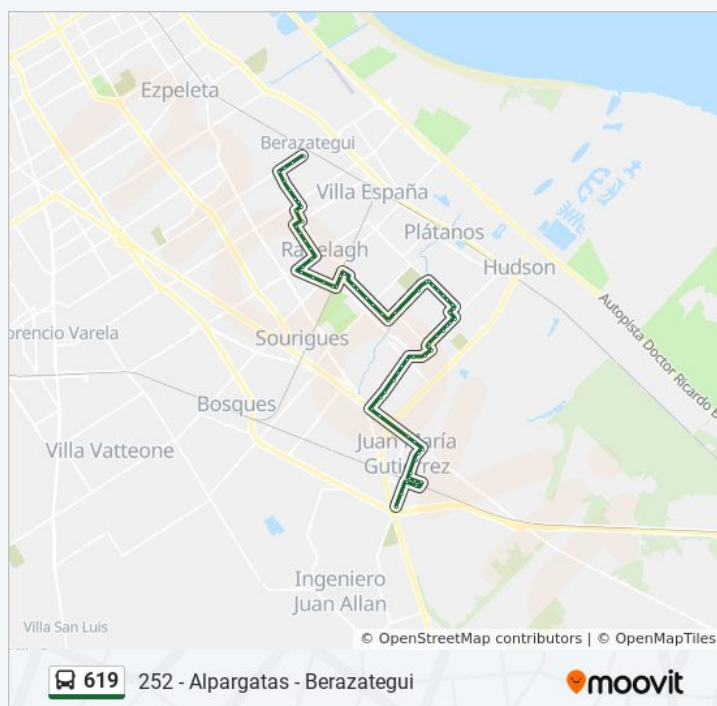 Ezpeleta
Berazategui
Villa España
Plátanos
Ranelagh
Hudson
Autopista Doctor Ricardo B
orencio Varela
Sourigues
Bosques
Juan María
Gutiérrez
Villa Vatteone
Ingeniero
Juan Allan
Villa San Luis
© OpenStreetMap contributors | © OpenMapTiles
619 252 - Alpargatas - Berazategui
moovit